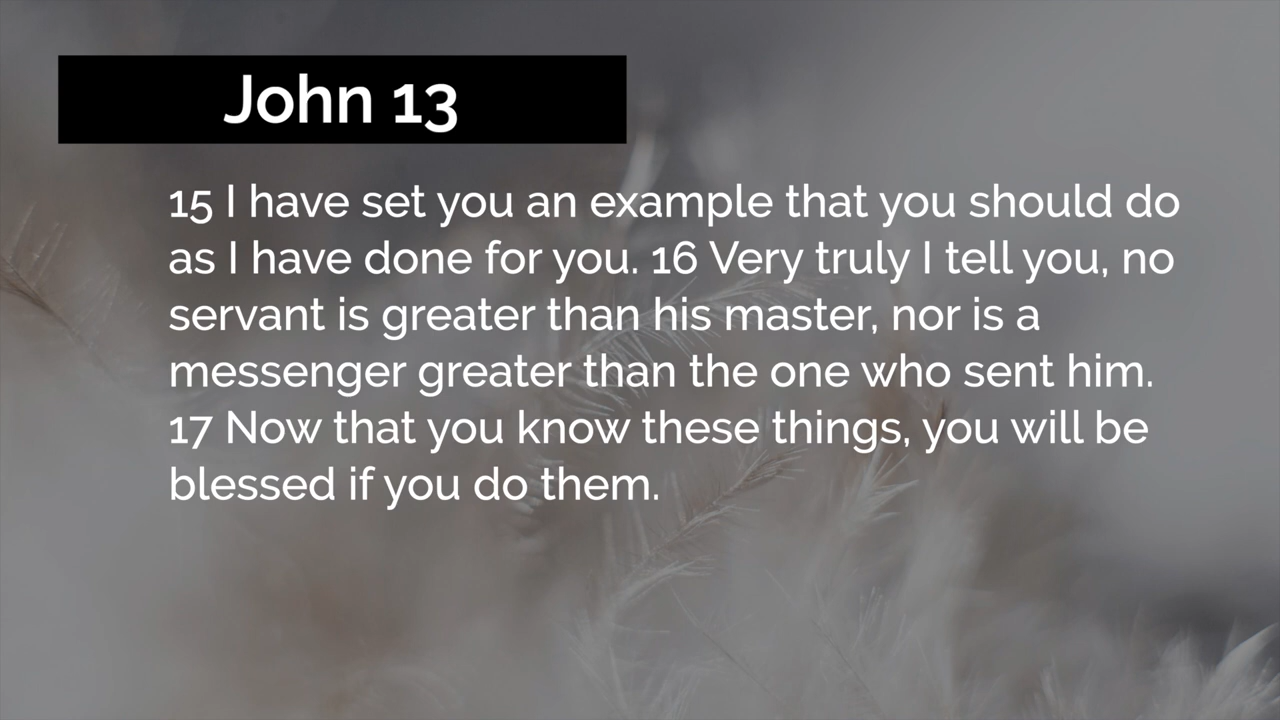 John 13
15 I have set you an example that you should do
as I have done for you. 16 Very truly I tell you, no
servant is greater than his master, nor is a
messenger greater than the one who sent him.
17 Now that you know these things, you will be
blessed if you do them.